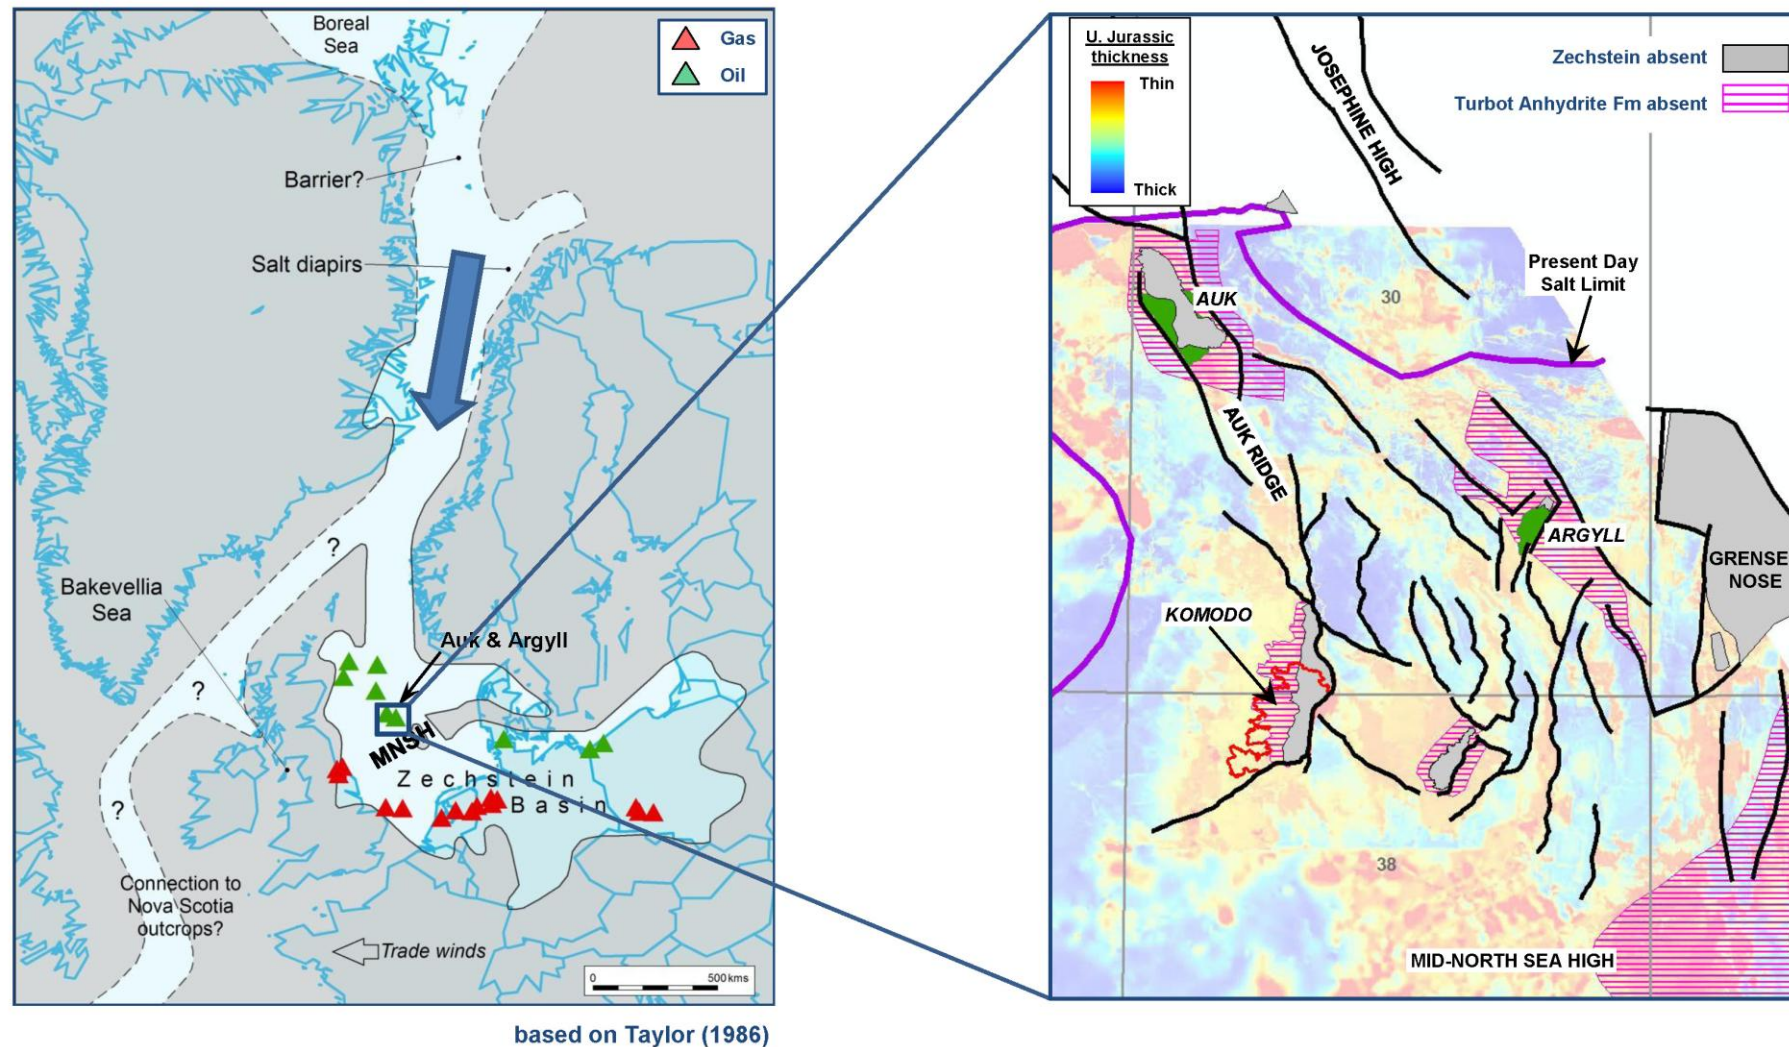 Boreal
Sea
Gas
Oil
Barrier?
Salt diapirs
?
Bakevellia
Sea
?
Auk & Argyll
MNSH
Zechstein
Basin
?
Connection to
Nova Scotia
outcrops?
Trade winds
0 500 kms
based on Taylor (1986)
U. Jurassic
thickness
Thin
Thick
JOSEPHINE HIGH
Zechstein absent
Turbot Anhydrite Fm absent
Present Day
Salt Limit
30
AUK
AUK RIDGE
ARGYLL
GRENSEN
NOSE
KOMODO
38
MID-NORTH SEA HIGH